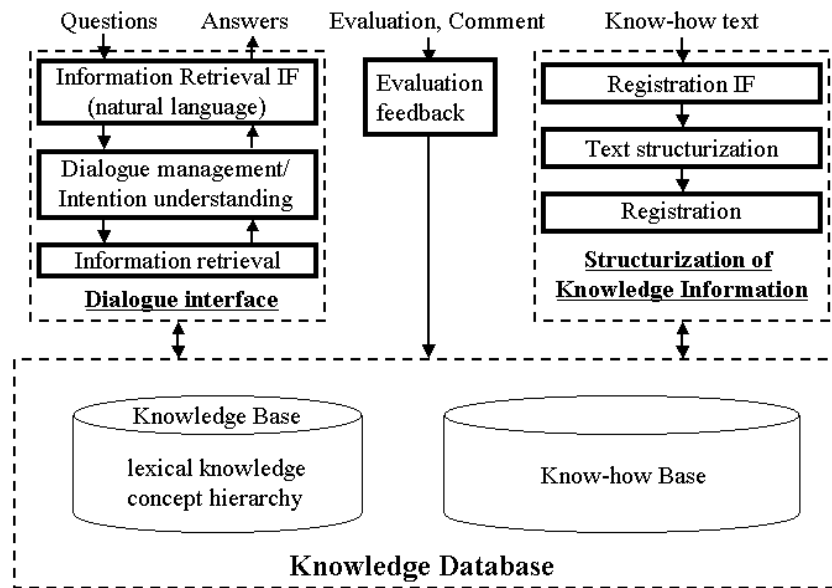 Questions
Answers
Information Retrieval IF
(natural language)
Dialogue management/
Intention understanding
Information retrieval
Dialogue interface
Evaluation, Comment
Evaluation
feedback
Know-how text
Registration IF
Text structurization
Registration
Structurization of
Knowledge Information
Knowledge Base
lexical knowledge
concept hierarchy
Know-how Base
Knowledge Database